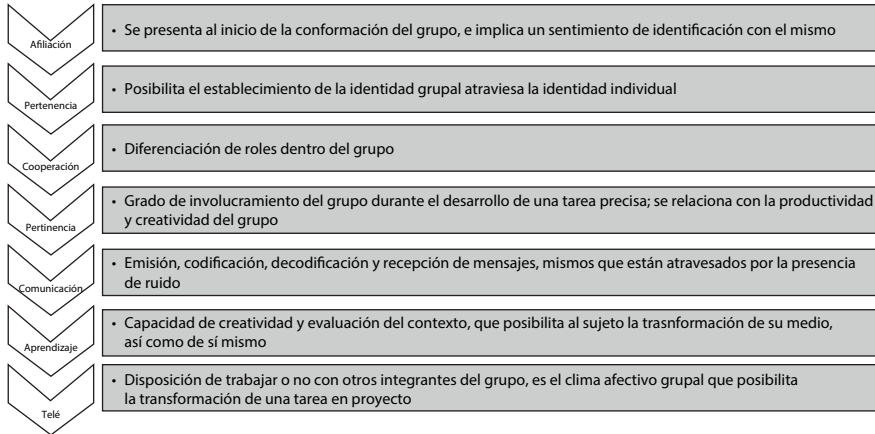 Afiliación
• Se presenta al inicio de la conformación del grupo, e implica un sentimiento de identificación con el mismo
Pertenencia
• Posibilita el establecimiento de la identidad grupal atraviesa la identidad individual
Cooperación
• Diferenciación de roles dentro del grupo
Pertinencia
• Grado de involucramiento del grupo durante el desarrollo de una tarea precisa; se relaciona con la productividad
y creatividad del grupo
Comunicación
• Emisión, codificación, decodificación y recepción de mensajes, mismos que están atravesados por la presencia
de ruido
Aprendizaje
• Capacidad de creatividad y evaluación del contexto, que posibilita al sujeto la trasnformación de su medio,
así como de sí mismo
Telé
• Disposición de trabajar o no con otros integrantes del grupo, es el clima afectivo grupal que posibilita
la transformación de una tarea en proyecto